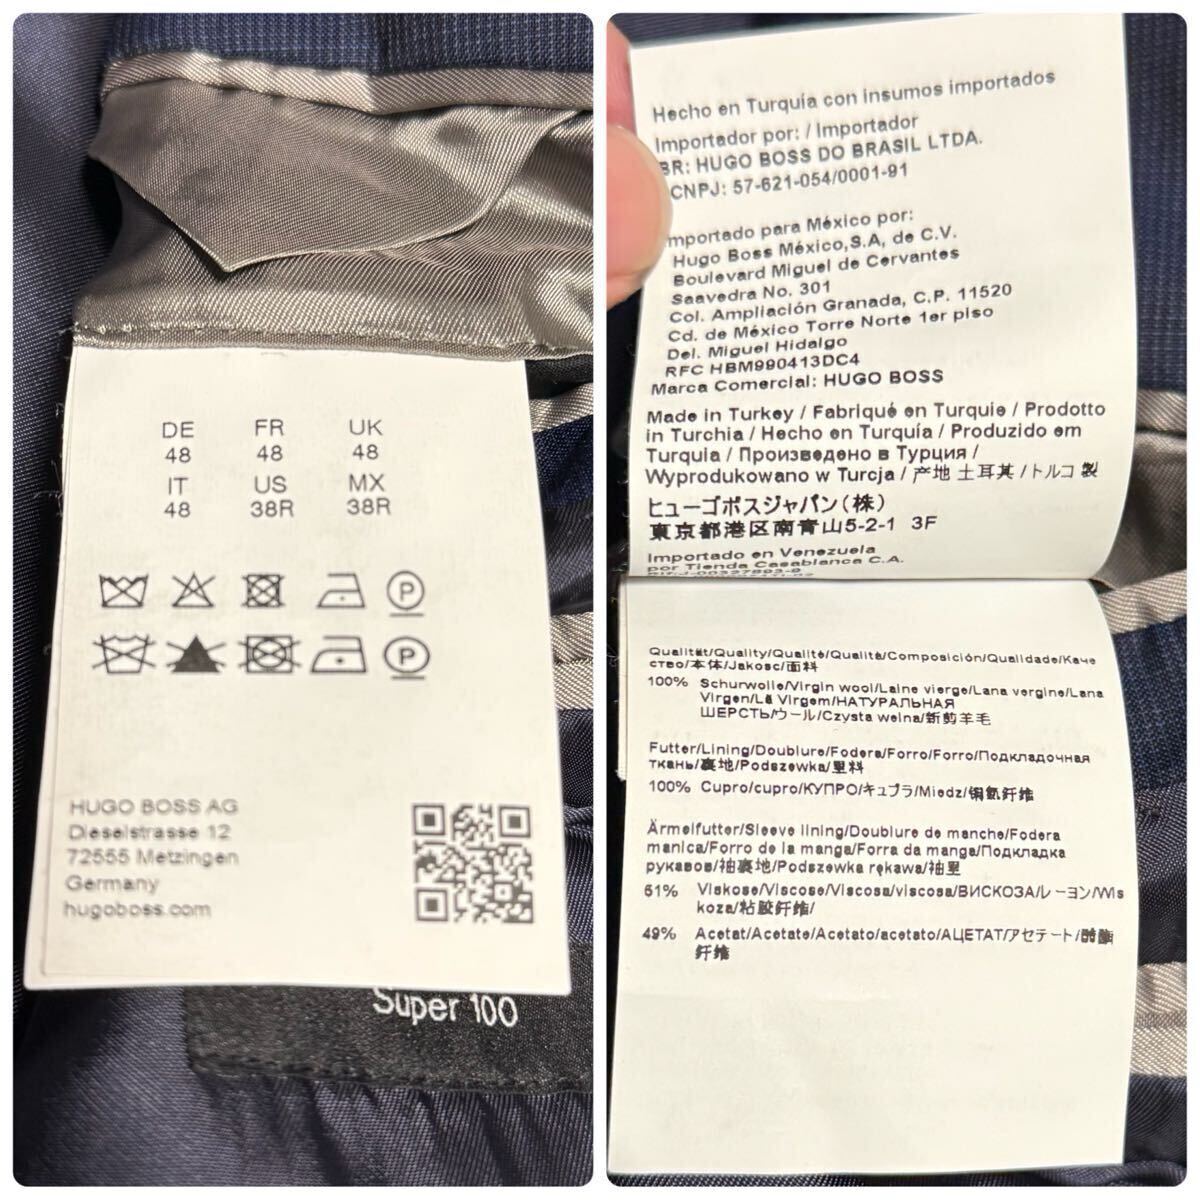 DE FR UK
48 48 48
IT US MX
48 38R 38R
P
P
HUGO BOSS AG
Dieselstrasse 12
72555 Metzingen
Germany
hugoboss.com
Super 100
Hecho en Turquía con insumos importados
Importador por: / Importador
BR: HUGO BOSS DO BRASIL LTDA.
CNPJ: 57-621-054/0001-91
mportado para México por:
Hugo Boss México,S.A, de C.V.
Boulevard Miguel de Cervantes
Saavedra No. 301
Col. Ampliación Granada, C.P. 11520
Cd. de México Torre Norte 1er piso
Del. Miguel Hidalgo
RFC HBM990413DC4
Marca Comercial: HUGO BOSS
Made in Turkey / Fabriqué en Turquie / Prodotto
in Turchia / Hecho en Turquía / Produzido em
Turquia / Произведено в Турции /
Wyprodukowano w Turcja / 产地 土耳其 / トルコ 製
ヒューゴボスジャパン(株)
東京都港区南青山5-2-1 3F
Importado en Venezuela
por Tienda Casablanca C.A.
Qualität/Quality/Qualité/Qualità/Composición/Qualidade/Каче
ство/本体/Jakosc/面料
100% Schurwolle/Virgin wool/Laine vierge/Lana vergine/Lana
Virgen/Lã Virgem/НАТУРАЛЬНАЯ
ШЕРСТЬ/ウール/Czysta welna/新剪羊毛
Futter/Lining/Doublure/Fodera/Forro/Forro/Подкладочная
ткань/裏地/Podszewka/里料
100% Cupro/cupro/КУПРО/キュプラ/Miedz/铜氨纤维
Ärmelfutter/Sleeve lining/Doublure de manche/Fodera
manica/Forro de la manga/Forra da manga/Подкладка
рукавов/袖裏地/Podszewka rękawa/袖里
51% Viskose/Viscose/Viscosa/viscosa/ВИСКОЗА/レーヨン/Wis
koza/粘胶纤维/
49% Acetat/Acetate/Acetato/acetato/АЦЕТАТ/アセテート/醋酯
纤维